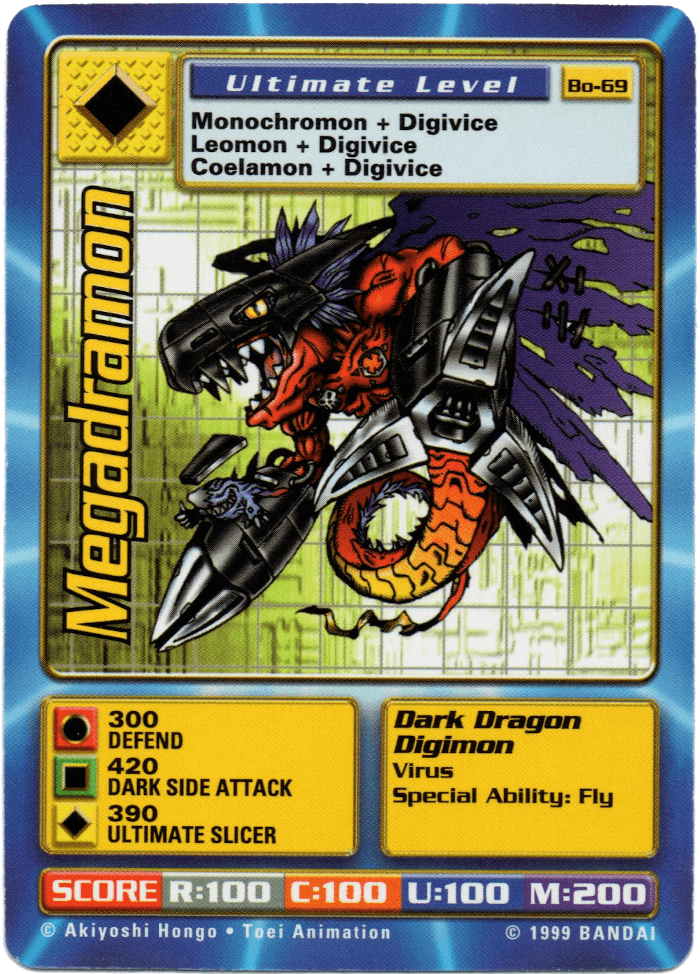 Ultimate Level
Bo-69
Monochromon + Digivice
Leomon + Digivice
Coelamon + Digivice
Megadramon
300
DEFEND
420
DARK SIDE ATTACK
390
ULTIMATE SLICER
Dark Dragon
Digimon
Virus
Special Ability: Fly
SCORE R:100 C:100 U:100 M:200
© Akiyoshi Hongo • Toei Animation © 1999 BANDAI